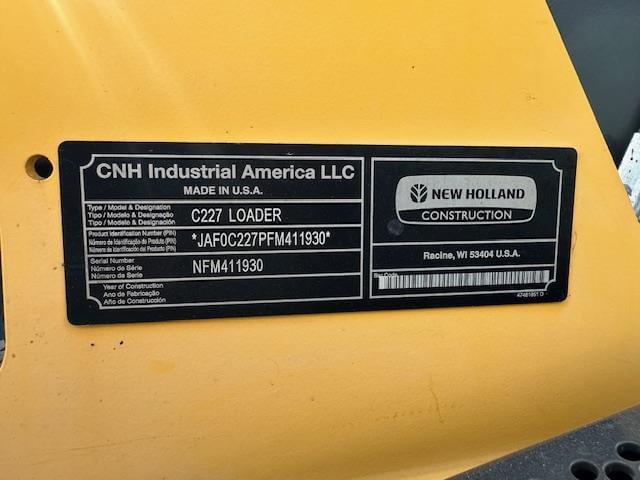 CNH Industrial America LLC
MADE IN U.S.A.
Type / Model & Designation
Tipo / Modelo & Designação
Tipo / Modelo & Designación
C227 LOADER
Product Identification Number (PIN)
Número de Identificação do Produto (PIN)
Número de Identificación del Producto (PIN)
*JAF0C227PFM411930*
Serial Number
Número de Série
Número de Serie
NFM411930
Year of Construction
Ano de Fabricação
Año de Construcción
NEW HOLLAND
CONSTRUCTION
Racine, WI 53404 U.S.A.
Bar Code
47481851 D